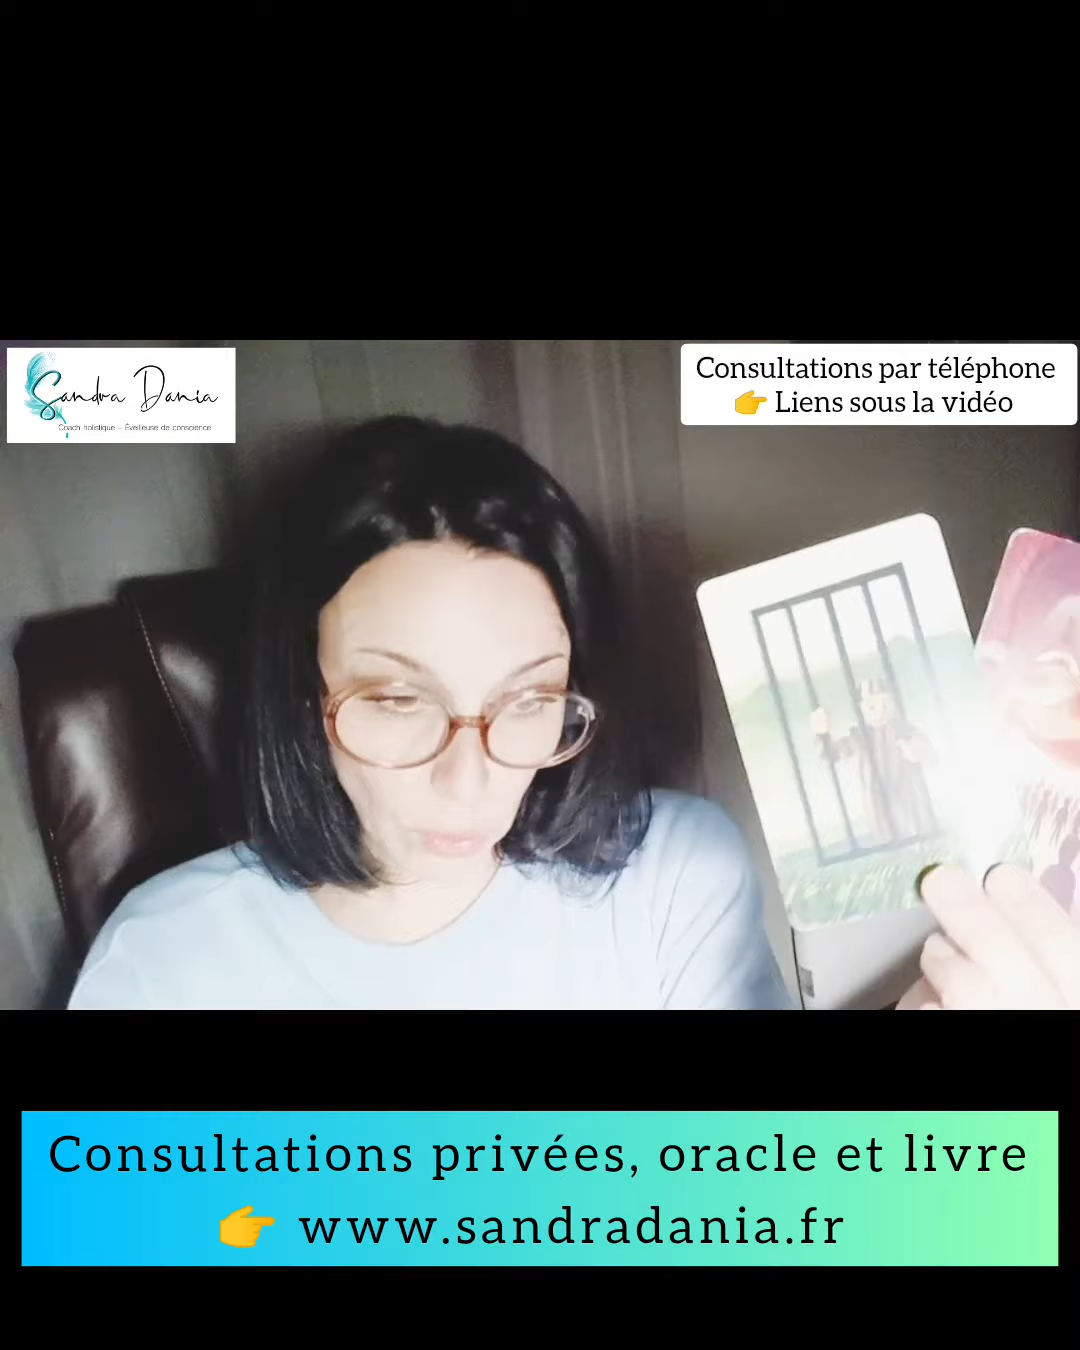 Sandra Dania
Coach holistique – Éveilleuse de conscience
Consultations par téléphone
👉 Liens sous la vidéo
Consultations privées, oracle et livre
👉 www.sandradania.fr